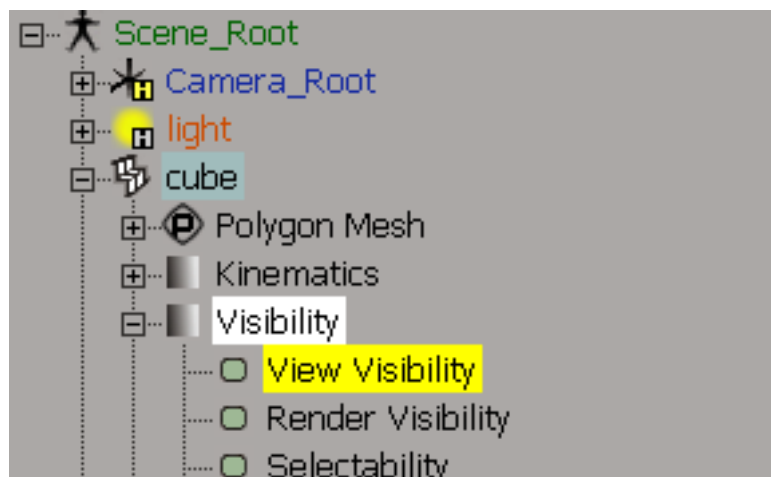 Scene_Root
Camera_Root
light
cube
Polygon Mesh
Kinematics
Visibility
View Visibility
Render Visibility
Selectability